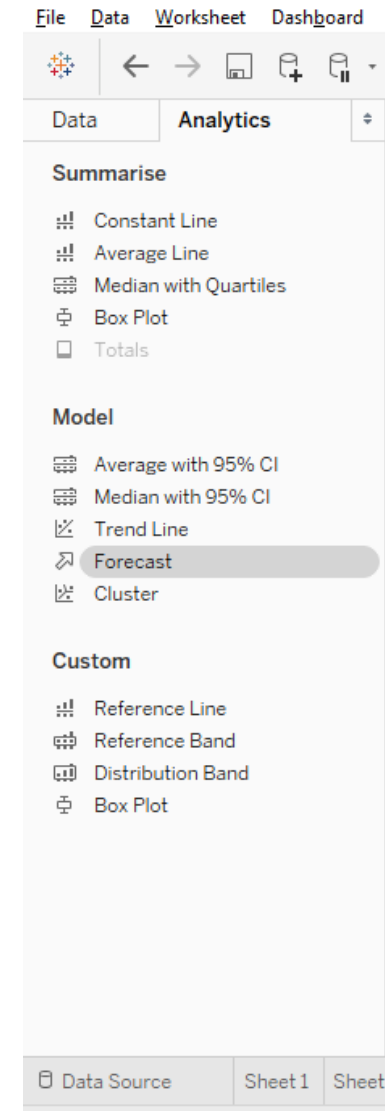 File Data Worksheet Dashboard
Data Analytics
Summarise
Constant Line
Average Line
Median with Quartiles
Box Plot
Totals
Model
Average with 95% CI
Median with 95% CI
Trend Line
Forecast
Cluster
Custom
Reference Line
Reference Band
Distribution Band
Box Plot
Data Source Sheet 1 Sheet